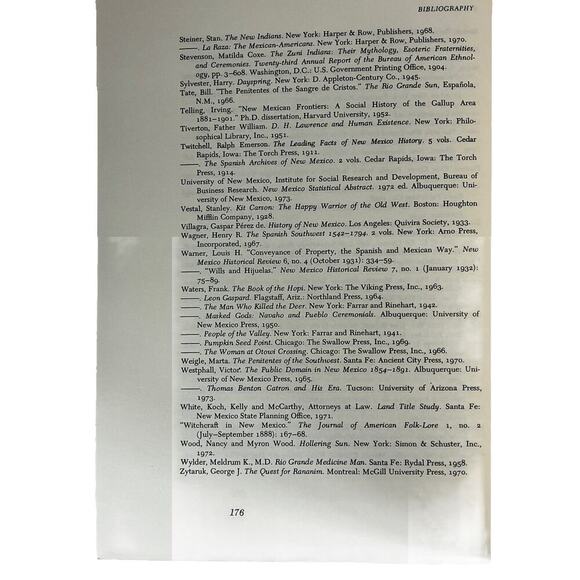 BIBLIOGRAPHY
Steiner, Stan. The New Indians. New York: Harper & Row, Publishers, 1968.
———. La Raza: The Mexican-Americans. New York: Harper & Row, Publishers, 1970.
Stevenson, Matilda Coxe. The Zuni Indians: Their Mythology, Esoteric Fraternities,
and Ceremonies. Twenty-third Annual Report of the Bureau of American Ethnol-
ogy, pp. 3–608. Washington, D.C.: U.S. Government Printing Office, 1904.
Sylvester, Harry. Dayspring. New York: D. Appleton-Century Co., 1945.
Tate, Bill. "The Penitentes of the Sangre de Cristos." The Rio Grande Sun, Española,
N.M., 1966.
Telling, Irving. "New Mexican Frontiers: A Social History of the Gallup Area
1881–1901." Ph.D. dissertation, Harvard University, 1952.
Tiverton, Father William. D. H. Lawrence and Human Existence. New York: Philo-
sophical Library, Inc., 1951.
Twitchell, Ralph Emerson. The Leading Facts of New Mexico History. 5 vols. Cedar
Rapids, Iowa: The Torch Press, 1911.
———. The Spanish Archives of New Mexico. 2 vols. Cedar Rapids, Iowa: The Torch
Press, 1914.
University of New Mexico, Institute for Social Research and Development, Bureau of
Business Research. New Mexico Statistical Abstract. 1972 ed. Albuquerque: Uni-
versity of New Mexico, 1973.
Vestal, Stanley. Kit Carson: The Happy Warrior of the Old West. Boston: Houghton
Mifflin Company, 1928.
Villagra, Gaspar Pérez de. History of New Mexico. Los Angeles: Quivira Society, 1933.
Wagner, Henry R. The Spanish Southwest 1542–1794. 2 vols. New York: Arno Press,
Incorporated, 1967.
Warner, Louis H. "Conveyance of Property, the Spanish and Mexican Way." New
Mexico Historical Review 6, no. 4 (October 1931): 334–59.
———. "Wills and Hijuelas." New Mexico Historical Review 7, no. 1 (January 1932):
75–89.
Waters, Frank. The Book of the Hopi. New York: The Viking Press, Inc., 1963.
———. Leon Gaspard. Flagstaff, Ariz.: Northland Press, 1964.
———. The Man Who Killed the Deer. New York: Farrar and Rinehart, 1942.
———. Masked Gods: Navaho and Pueblo Ceremonials. Albuquerque: University of
New Mexico Press, 1950.
———. People of the Valley. New York: Farrar and Rinehart, 1941.
———. Pumpkin Seed Point. Chicago: The Swallow Press, Inc., 1969.
———. The Woman at Otowi Crossing. Chicago: The Swallow Press, Inc., 1966.
Weigle, Marta. The Penitentes of the Southwest. Santa Fe: Ancient City Press, 1970.
Westphall, Victor. The Public Domain in New Mexico 1854–1891. Albuquerque: Uni-
versity of New Mexico Press, 1965.
———. Thomas Benton Catron and His Era. Tucson: University of Arizona Press,
1973.
White, Koch, Kelly and McCarthy, Attorneys at Law. Land Title Study. Santa Fe:
New Mexico State Planning Office, 1971.
"Witchcraft in New Mexico." The Journal of American Folk-Lore 1, no. 2
(July–September 1888): 167–68.
Wood, Nancy and Myron Wood. Hollering Sun. New York: Simon & Schuster, Inc.,
1972.
Wylder, Meldrum K., M.D. Rio Grande Medicine Man. Santa Fe: Rydal Press, 1958.
Zytaruk, George J. The Quest for Rananim. Montreal: McGill University Press, 1970.
176